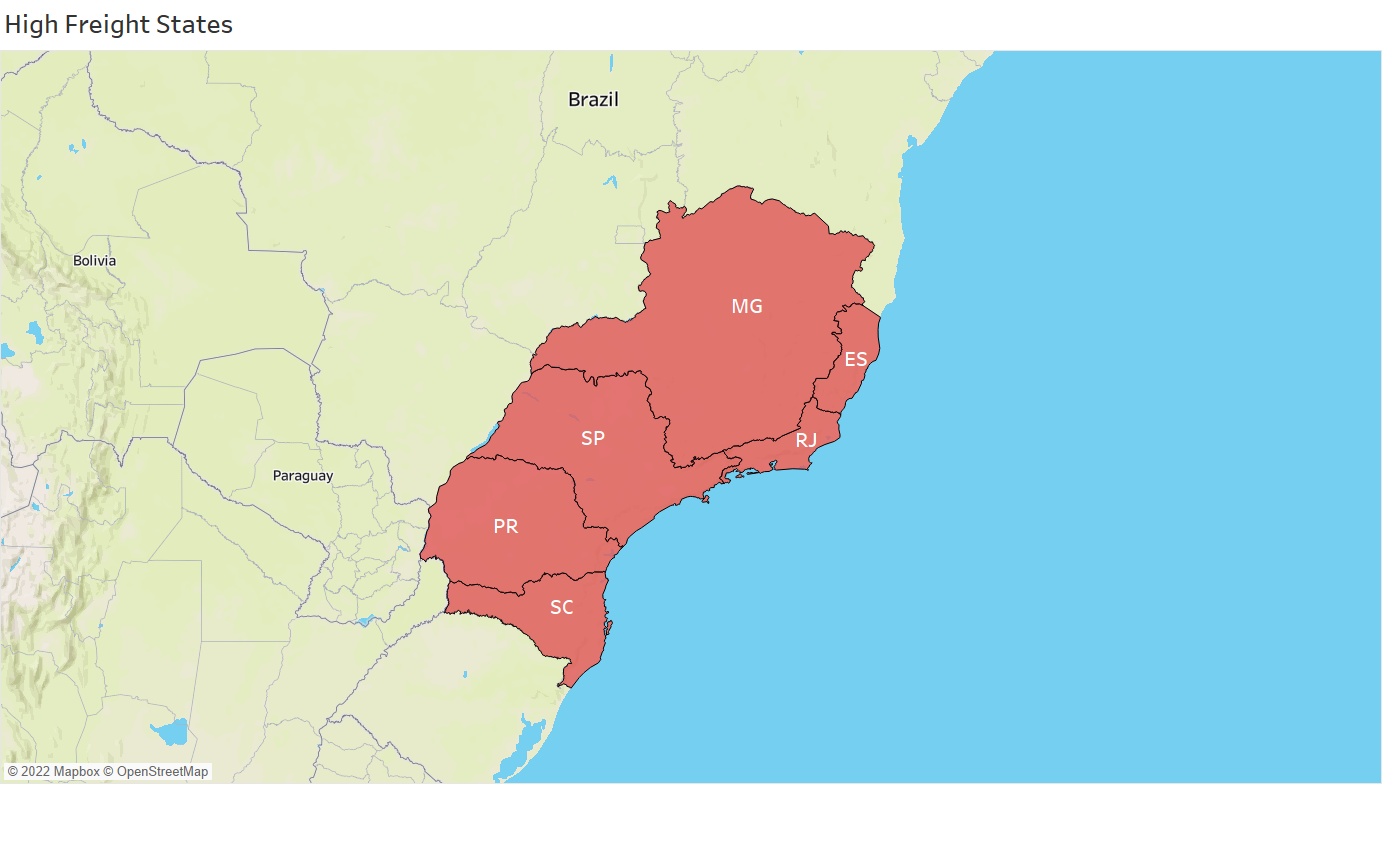 High Freight States
Brazil
Bolivia
MG
ES
SP
RJ
Paraguay
PR
SC
© 2022 Mapbox © OpenStreetMap